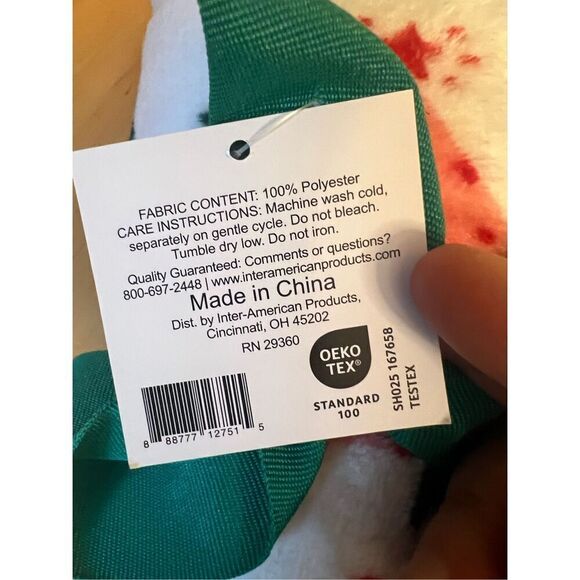 FABRIC CONTENT: 100% Polyester
CARE INSTRUCTIONS: Machine wash cold,
separately on gentle cycle. Do not bleach.
Tumble dry low. Do not iron.
Quality Guaranteed: Comments or questions?
800-697-2448 | www.interamericanproducts.com
Made in China
Dist. by Inter-American Products,
Cincinnati, OH 45202
RN 29360
OEKO
TEX®
STANDARD
100
SH025 167658
TESTEX
8 88777 12751 5